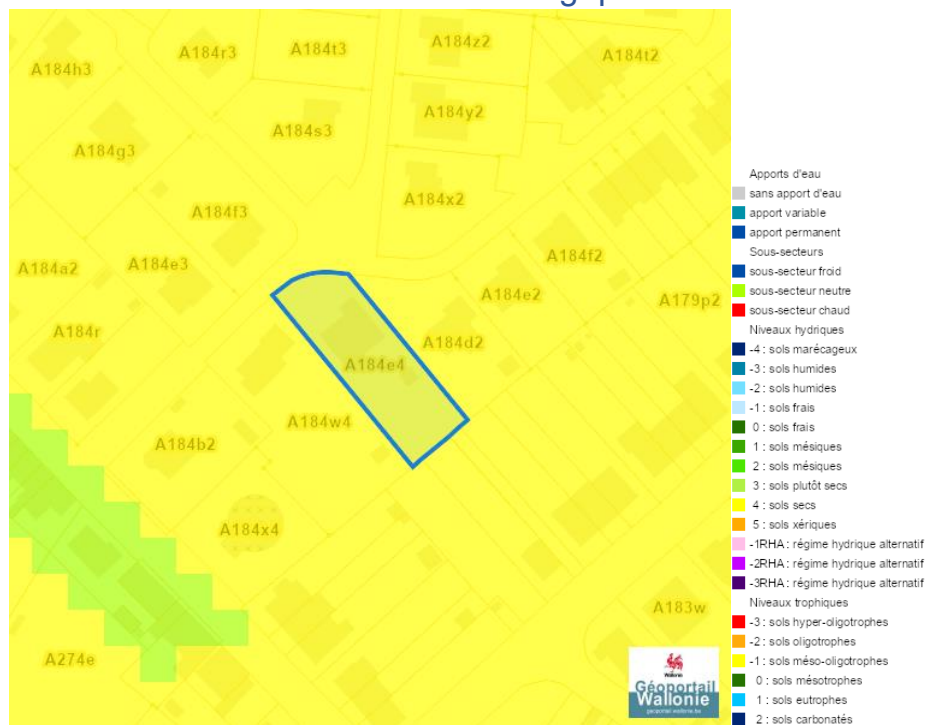 A184z2
A184r3
A184t3
A184t2
A184h3
A184y2
A184s3
A184g3
A184x2
A184f3
A184f2
A184e3
A184a2
A184e2
A179p2
A184r
A184d2
A184e4
A184w4
A184b2
A184x4
A183w
A274e
Wallonie
Géoportail
Wallonie
geoportail.wallonie.be
Apports d'eau
sans apport d'eau
apport variable
apport permanent
Sous-secteurs
sous-secteur froid
sous-secteur neutre
sous-secteur chaud
Niveaux hydriques
-4 : sols marécageux
-3 : sols humides
-2 : sols humides
-1 : sols frais
0 : sols frais
1 : sols mésiques
2 : sols mésiques
3 : sols plutôt secs
4 : sols secs
5 : sols xériques
-1RHA : régime hydrique alternatif
-2RHA : régime hydrique alternatif
-3RHA : régime hydrique alternatif
Niveaux trophiques
-3 : sols hyper-oligotrophes
-2 : sols oligotrophes
-1 : sols méso-oligotrophes
0 : sols mésotrophes
1 : sols eutrophes
2 : sols carbonatés